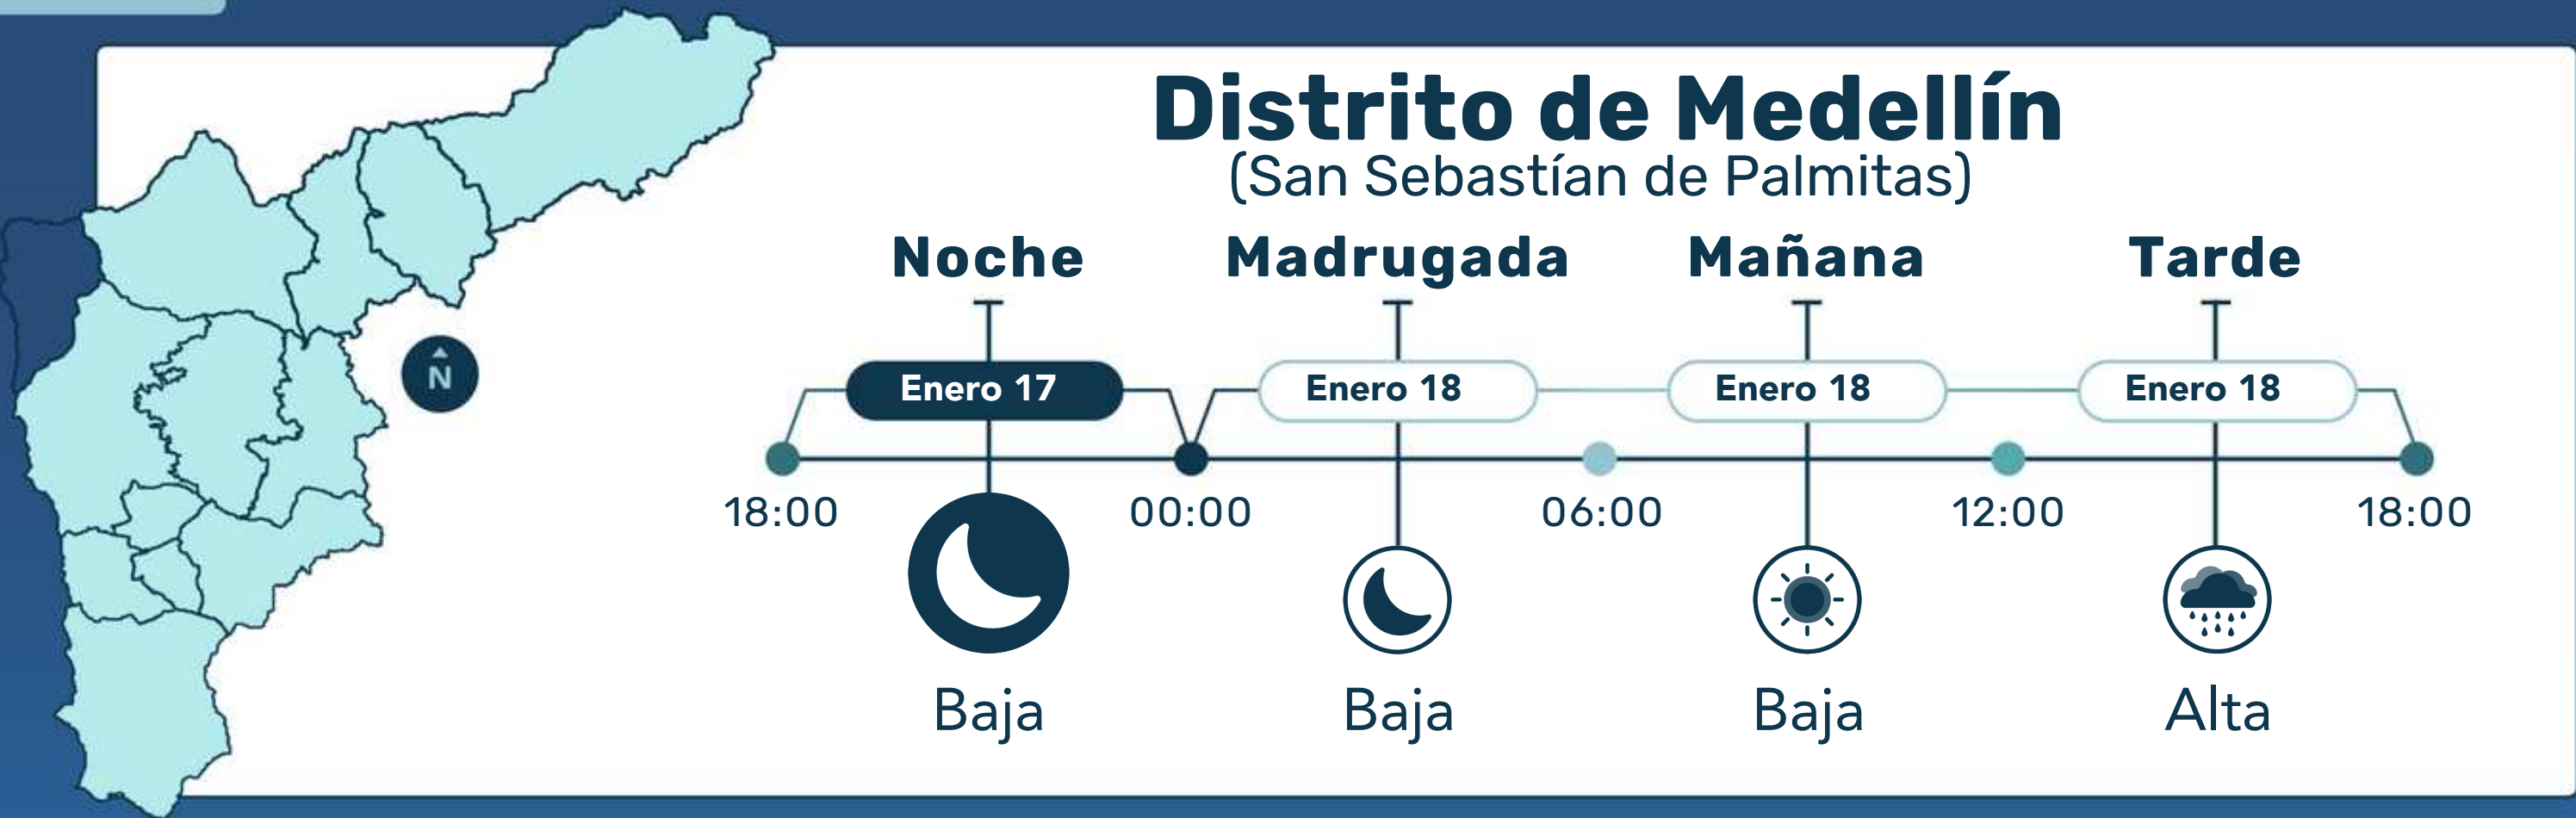 Distrito de Medellín
(San Sebastían de Palmitas)
Noche Madrugada Mañana Tarde
Enero 17 Enero 18 Enero 18 Enero 18
N
18:00 00:00 06:00 12:00 18:00
Baja Baja Baja Alta